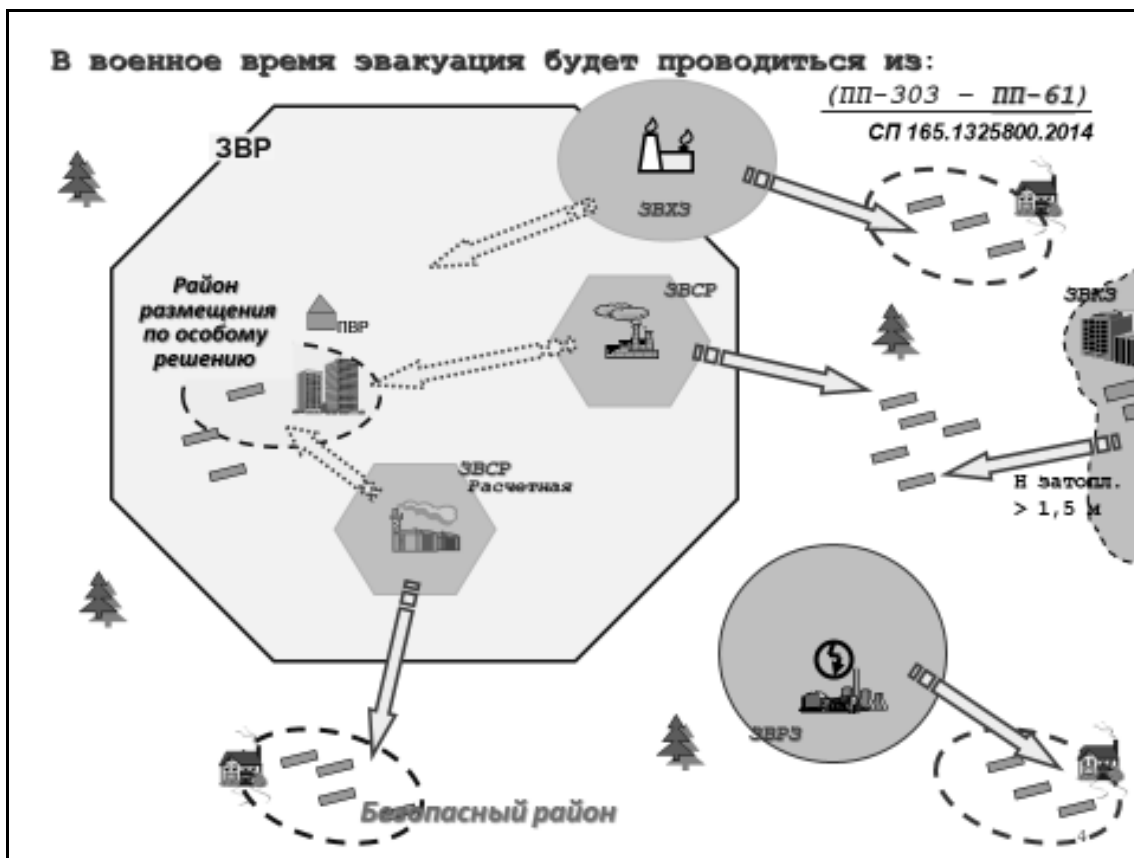 В военное время эвакуация будет проводиться из:
(ПП-303 – ПП-61)
СП 165.1325800.2014
ЗВР
ЗВХЗ
Район
размещения
по особому
решению
ПВР
ЗВСР
ЗВКЗ
ЗВСР
Расчетная
Н затопл.
> 1,5 м
ЗВРЗ
Безопасный район
4